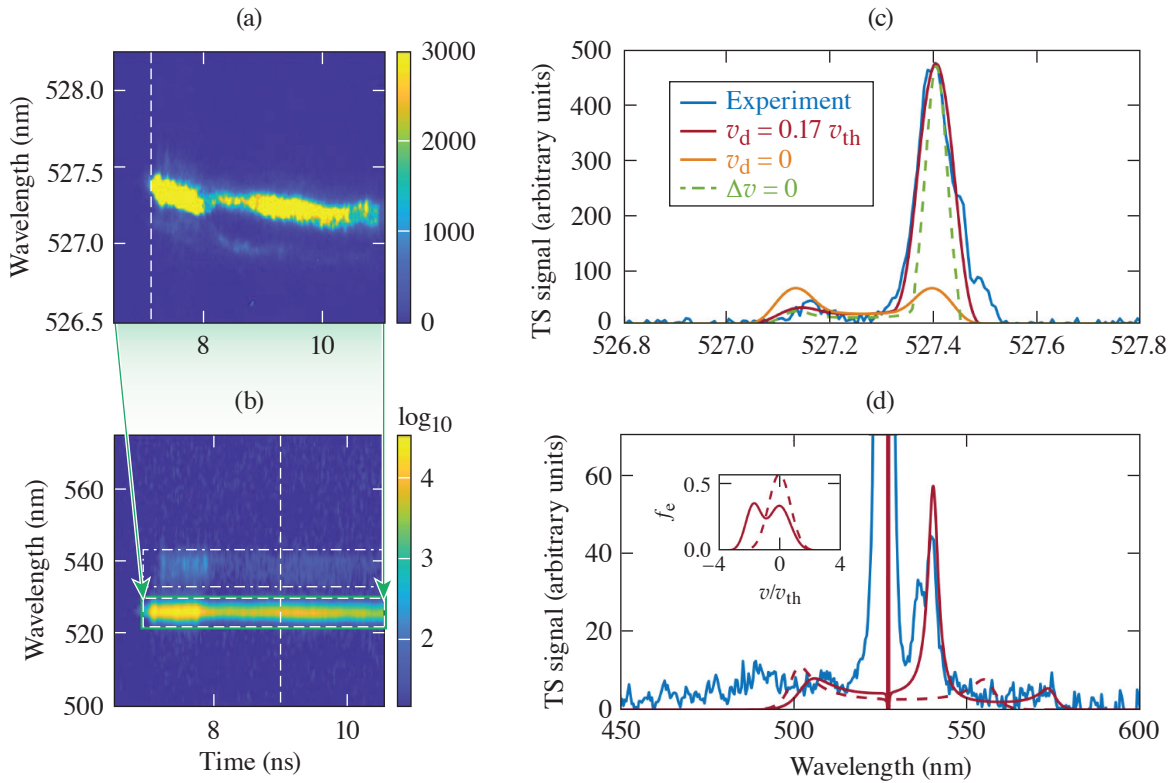 (a)
3000
2000
1000
0
528.0
527.5
527.0
526.5
Wavelength (nm)
8
10
(b)
log10
4
3
2
560
540
520
500
Wavelength (nm)
8
10
Time (ns)
(c)
500
400
300
200
100
0
TS signal (arbitrary units)
Experiment
vd = 0.17 vth
vd = 0
Δv = 0
526.8
527.0
527.2
527.4
527.6
527.8
(d)
60
40
20
0
TS signal (arbitrary units)
0.5
0.0
fe
−4
0
4
v/vth
450
500
550
600
Wavelength (nm)